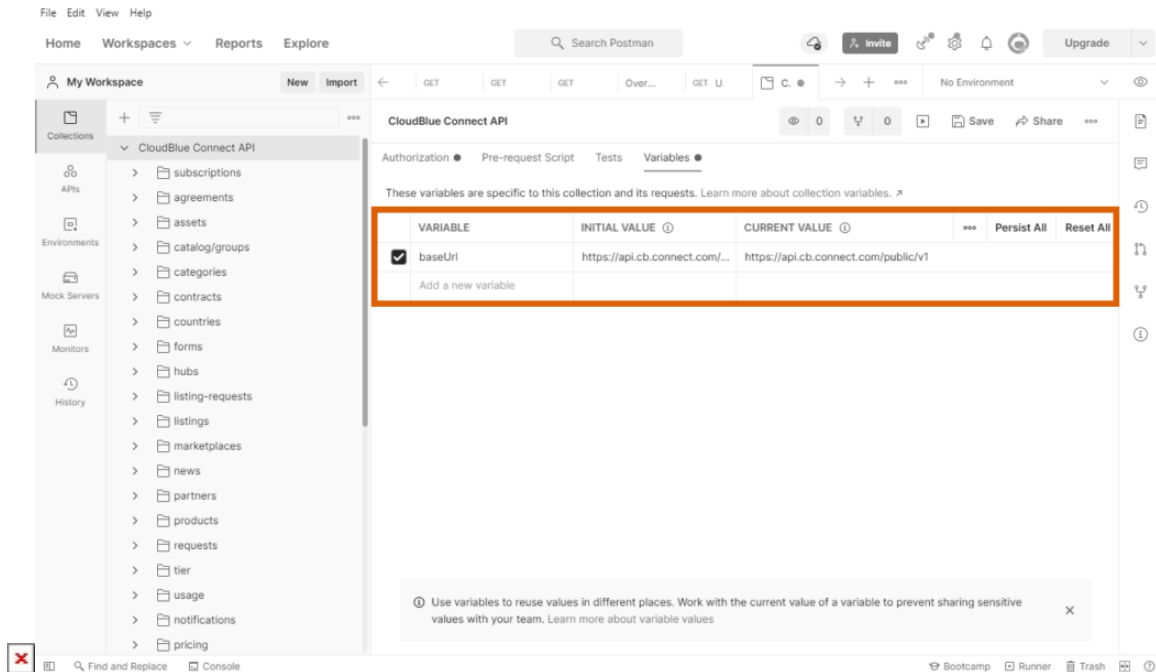 File Edit View Help
Home Workspaces Reports Explore Search Postman Invite Upgrade
My Workspace New Import GET GET GET Over... GET U. C. No Environment
Collections
APIs
Environments
Mock Servers
Monitors
History
CloudBlue Connect API
subscriptions
agreements
assets
catalog/groups
categories
contracts
countries
forms
hubs
listing-requests
listings
marketplaces
news
partners
products
requests
tier
usage
notifications
pricing
CloudBlue Connect API 0 0 Save Share
Authorization Pre-request Script Tests Variables
These variables are specific to this collection and its requests. Learn more about collection variables.
VARIABLE INITIAL VALUE CURRENT VALUE Persist All Reset All
baseUrl https://api.cb.connect.com/... https://api.cb.connect.com/public/v1
Add a new variable
Use variables to reuse values in different places. Work with the current value of a variable to prevent sharing sensitive
values with your team. Learn more about variable values
Find and Replace Console Bootcamp Runner Trash